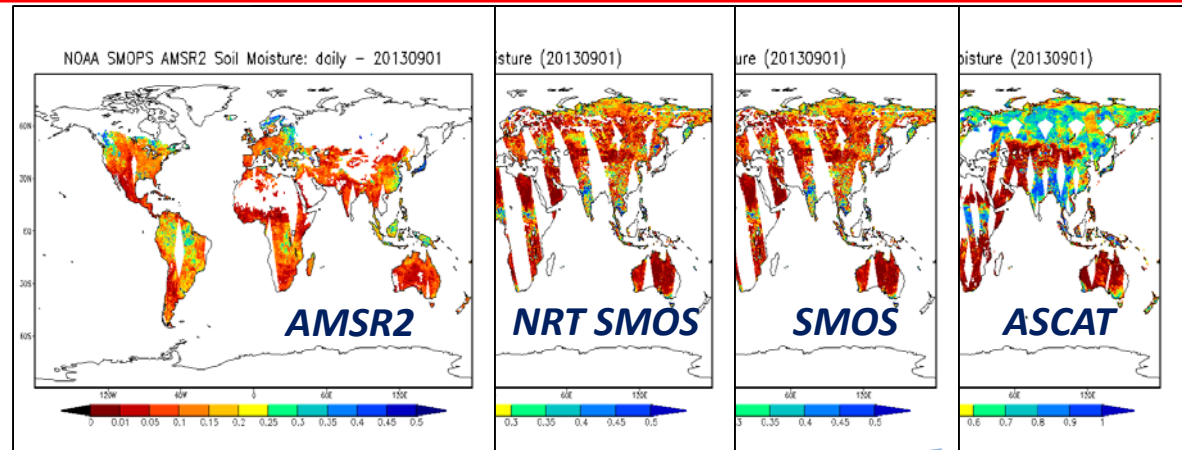 NOAA SMOPS AMSR2 Soil Moisture: daily - 20130901
60N
30N
EQ
30S
60S
AMSR2
120W 60W 0 60E 120E
0 0.01 0.05 0.1 0.15 0.2 0.25 0.3 0.35 0.4 0.45 0.5
isture (20130901)
NRT SMOS
60E 120E
0.3 0.35 0.4 0.45 0.5
ure (20130901)
SMOS
60E 120E
0.3 0.35 0.4 0.45 0.5
oisture (20130901)
ASCAT
60E 120E
0.6 0.7 0.8 0.9 1